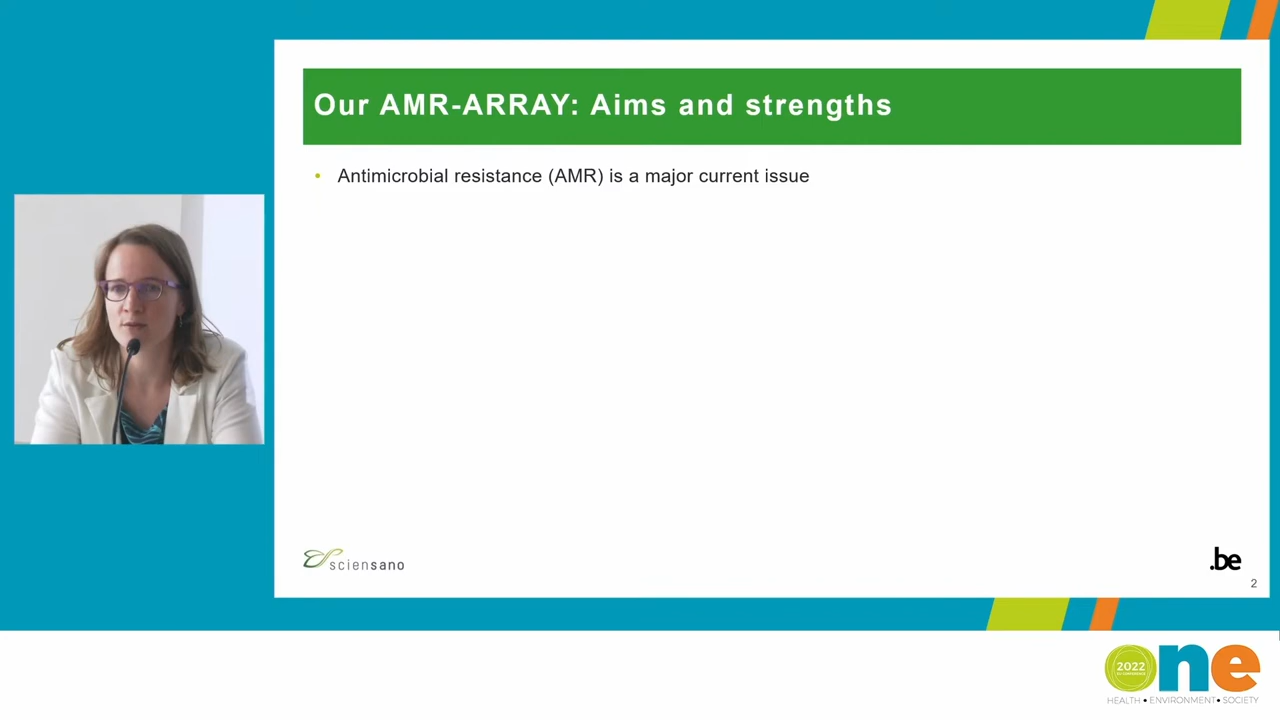 Our AMR-ARRAY: Aims and strengths
• Antimicrobial resistance (AMR) is a major current issue
sciensano
.be
2
2022
one
HEALTH • ENVIRONMENT • SOCIETY